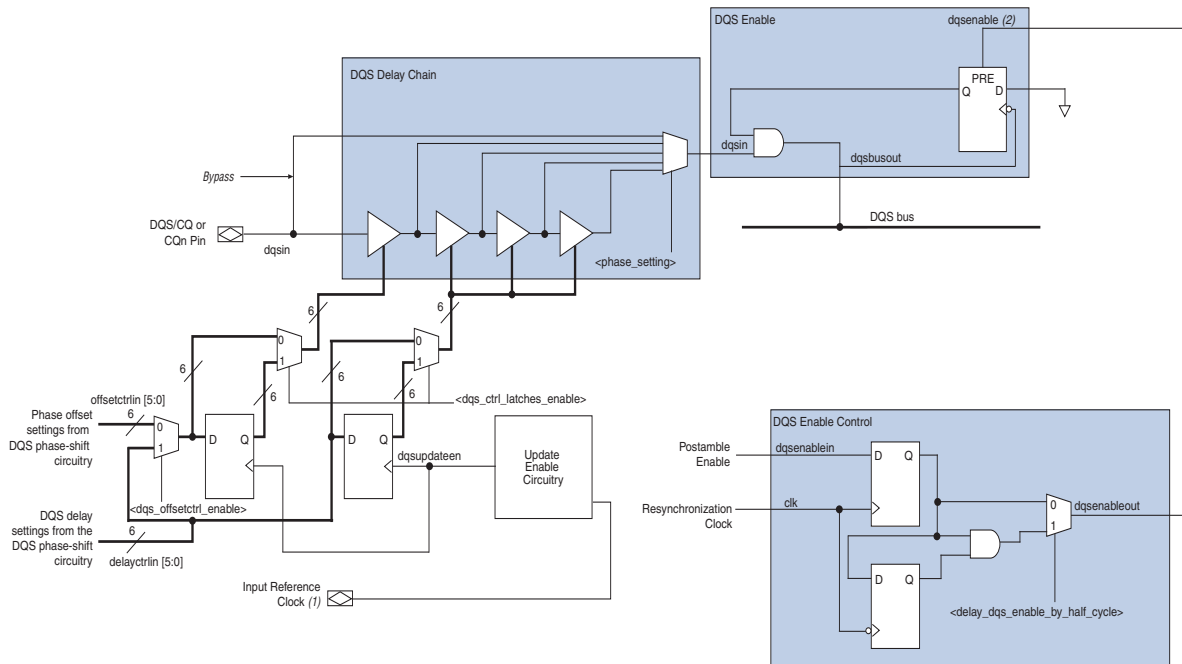 DQS Enable
dqsenable (2)
PRE
Q
D
dqsin
dqsbusout
DQS bus
DQS Delay Chain
Bypass
DQS/CQ or
CQn Pin
dqsin
<phase_setting>
6
6
0
1
0
1
6
6
6
6
<dqs_ctrl_latches_enable>
offsetctrlin [5:0]
Phase offset
settings from
DQS phase-shift
circuitry
6
0
1
D
Q
D
Q
dqsupdateen
Update
Enable
Circuitry
<dqs_offsetctrl_enable>
DQS delay
settings from the
DQS phase-shift
circuitry
6
delayctrlin [5:0]
Input Reference
Clock (1)
DQS Enable Control
Postamble
Enable
dqsenablein
D
Q
Resynchronization
Clock
clk
0
1
dqsenableout
D
Q
<delay_dqs_enable_by_half_cycle>